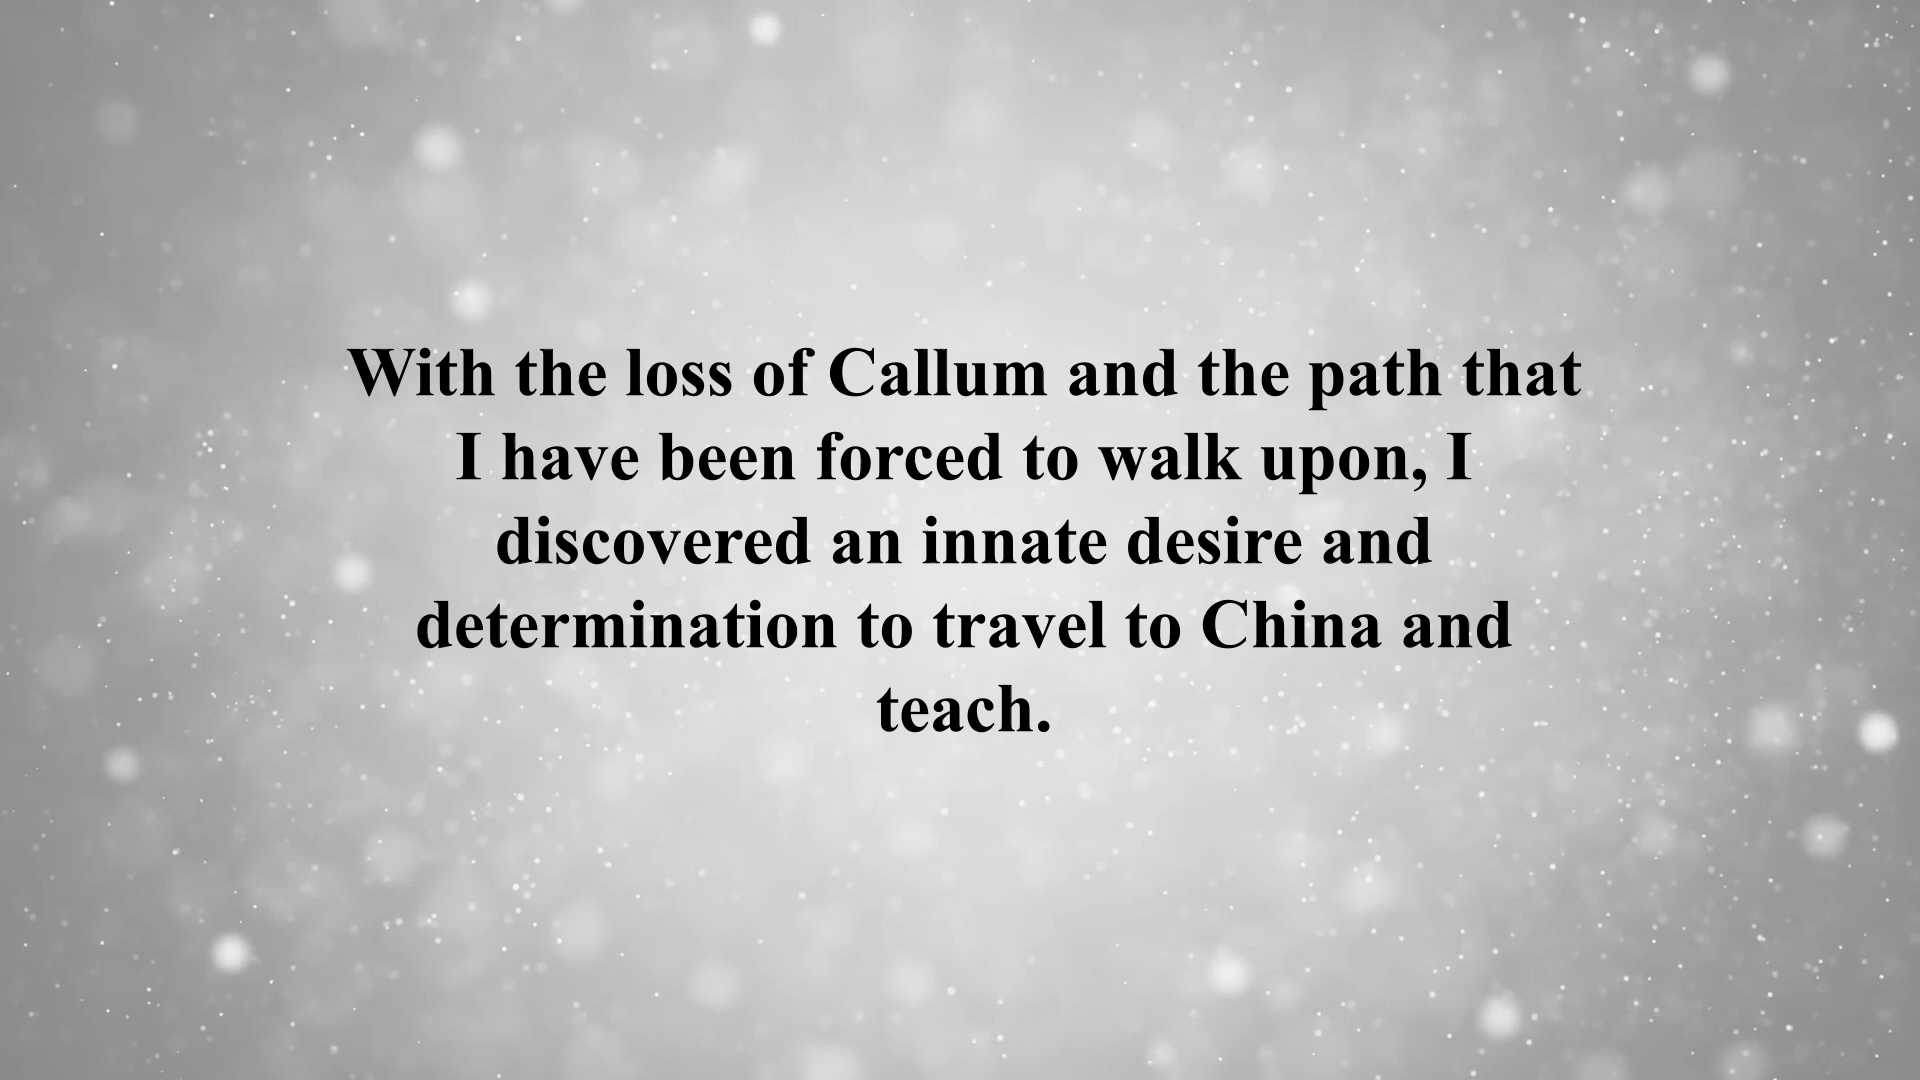 With the loss of Callum and the path that
I have been forced to walk upon, I
discovered an innate desire and
determination to travel to China and
teach.